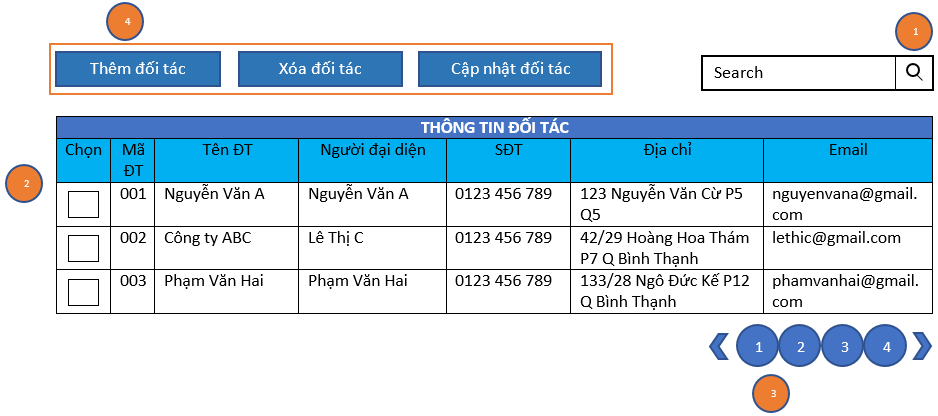 4
1
Thêm đối tác Xóa đối tác Cập nhật đối tác
Search
THÔNG TIN ĐỐI TÁC
Chọn Mã ĐT Tên ĐT Người đại diện SĐT Địa chỉ Email
2
001 Nguyễn Văn A Nguyễn Văn A 0123 456 789 123 Nguyễn Văn Cừ P5 Q5 nguyenvana@gmail.com
002 Công ty ABC Lê Thị C 0123 456 789 42/29 Hoàng Hoa Thám P7 Q Bình Thạnh lethic@gmail.com
003 Phạm Văn Hai Phạm Văn Hai 0123 456 789 133/28 Ngô Đức Kế P12 Q Bình Thạnh phamvanhai@gmail.com
1 2 3 4
3